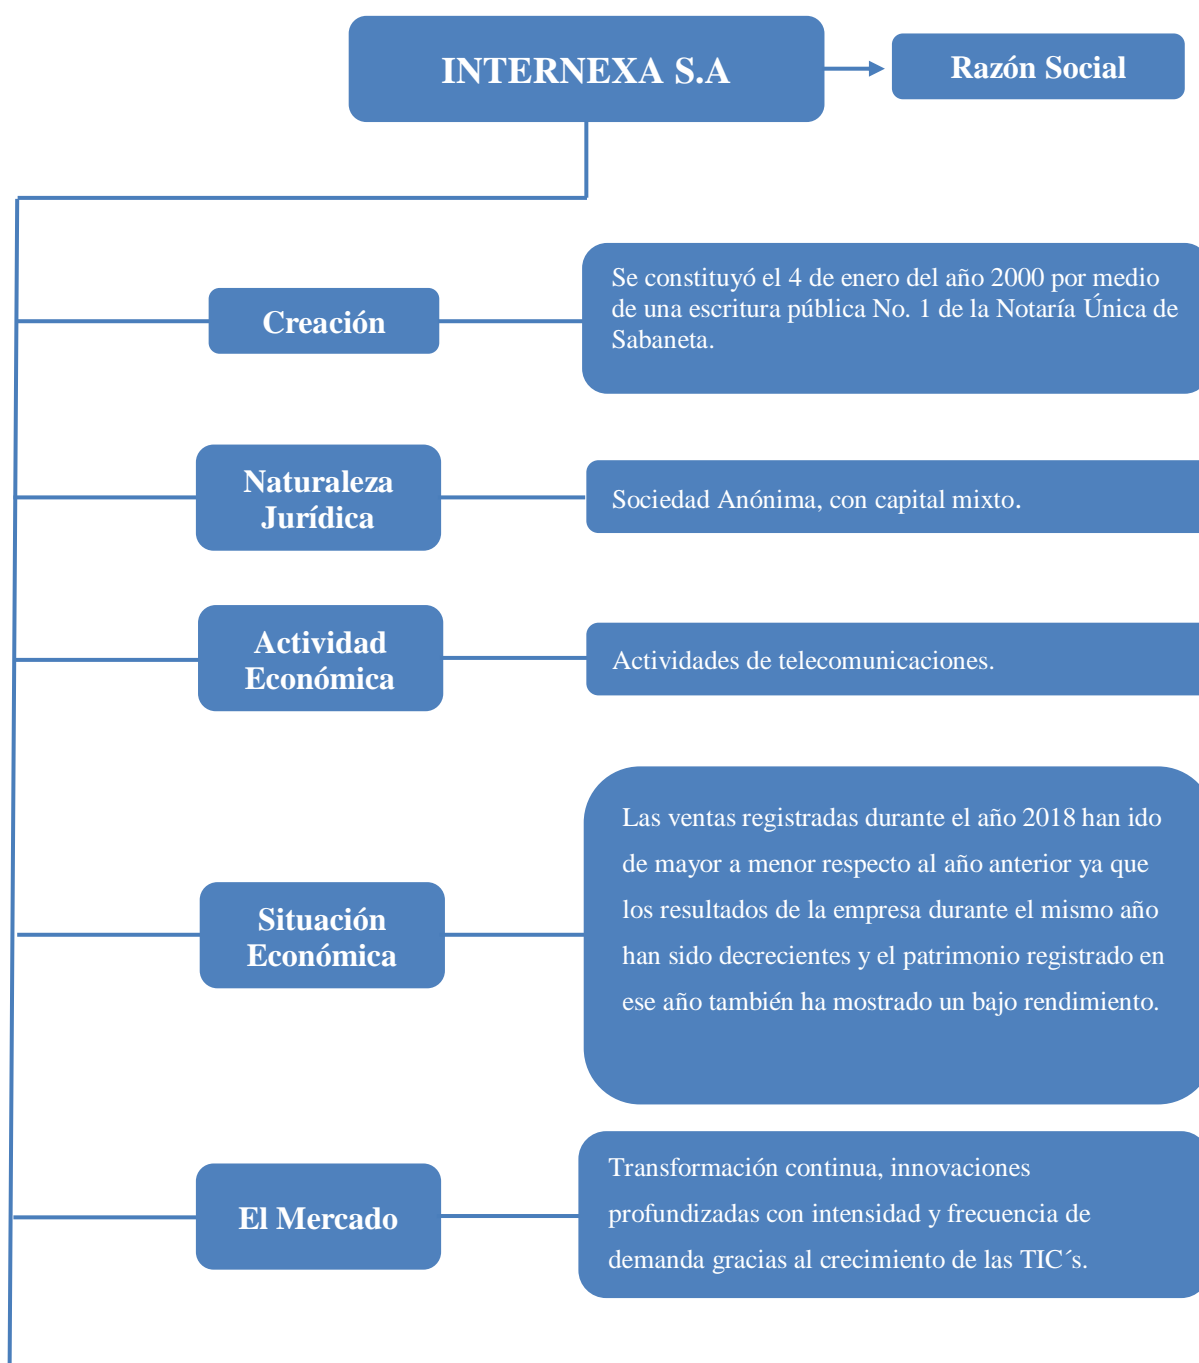 INTERNEXA S.A
Razón Social
Creación
Se constituyó el 4 de enero del año 2000 por medio
de una escritura pública No. 1 de la Notaría Única de
Sabaneta.
Naturaleza
Jurídica
Sociedad Anónima, con capital mixto.
Actividad
Económica
Actividades de telecomunicaciones.
Situación
Económica
Las ventas registradas durante el año 2018 han ido
de mayor a menor respecto al año anterior ya que
los resultados de la empresa durante el mismo año
han sido decrecientes y el patrimonio registrado en
ese año también ha mostrado un bajo rendimiento.
El Mercado
Transformación continua, innovaciones
profundizadas con intensidad y frecuencia de
demanda gracias al crecimiento de las TIC´s.